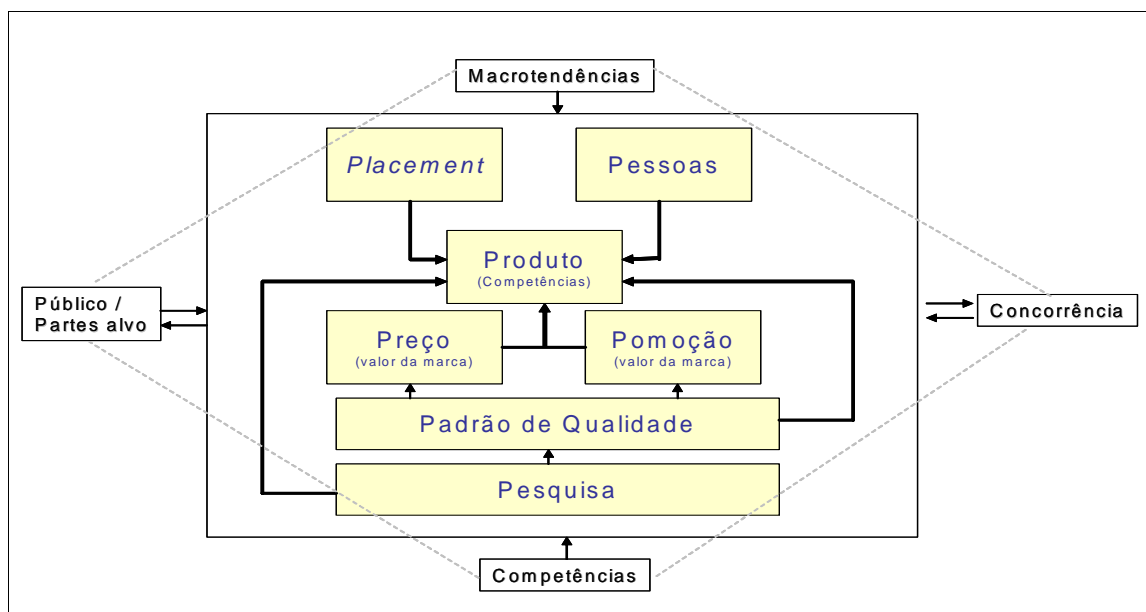 Macrotendências
Placement
Pessoas
Produto
(Competências)
Público /
Partes alvo
Concorrência
Preço
(valor da marca)
Pomoção
(valor da marca)
Padrão de Qualidade
Pesquisa
Competências